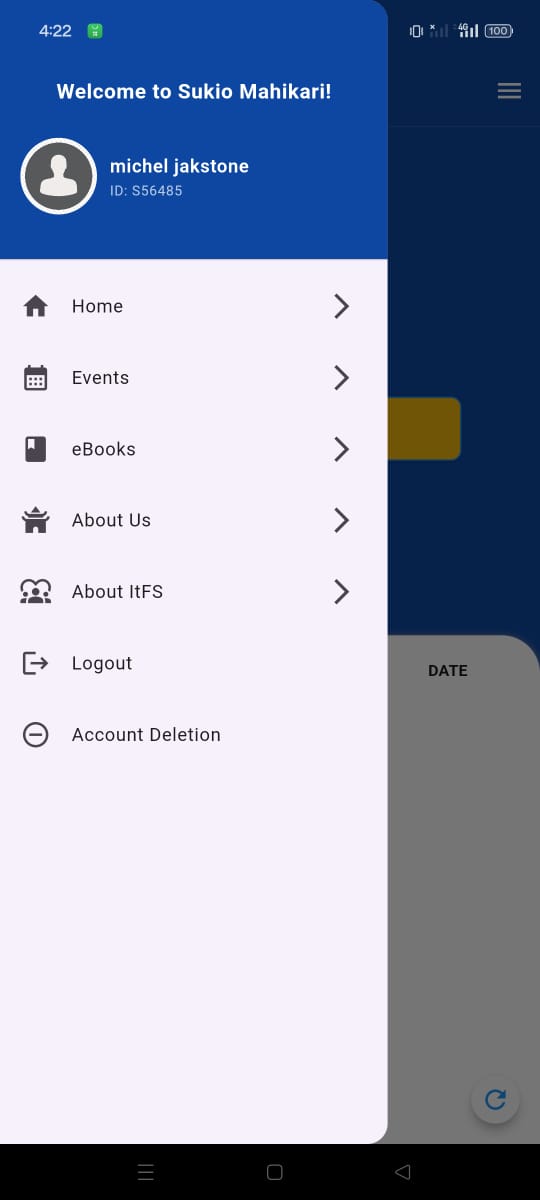 4:22
4G
100
Welcome to Sukio Mahikari!
michel jakstone
ID: S56485
Home
Events
eBooks
About Us
About ItFS
Logout
Account Deletion
DATE